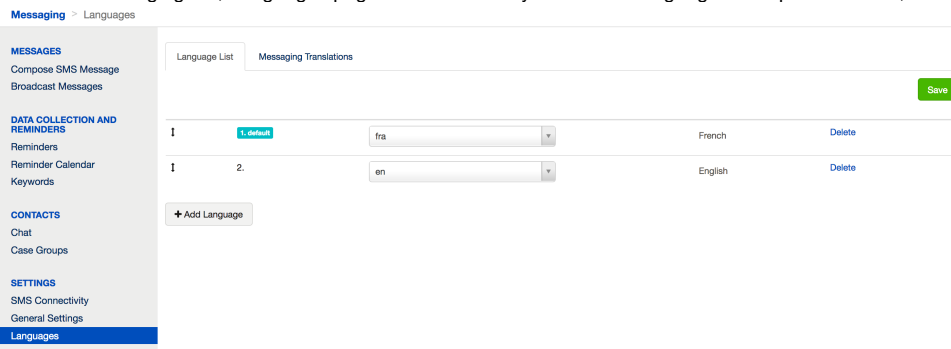 Messaging > Languages
MESSAGES
Compose SMS Message
Broadcast Messages
DATA COLLECTION AND
REMINDERS
Reminders
Reminder Calendar
Keywords
CONTACTS
Chat
Case Groups
SETTINGS
SMS Connectivity
General Settings
Languages
Language List Messaging Translations
Save
1. default fra French Delete
2. en English Delete
+ Add Language